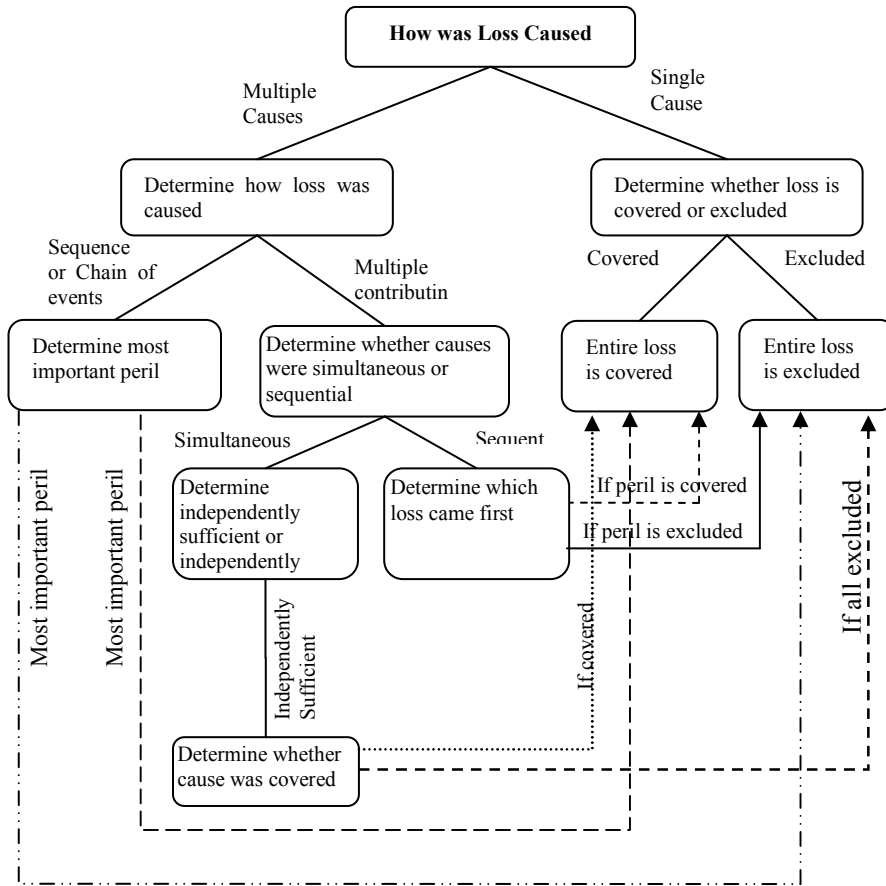 How was Loss Caused
Multiple
Causes
Single
Cause
Determine how loss was
caused
Determine whether loss is
covered or excluded
Sequence
or Chain of
events
Multiple
contributin
Covered
Excluded
Determine most
important peril
Determine whether causes
were simultaneous or
sequential
Entire loss
is covered
Entire loss
is excluded
Simultaneous
Sequent
Determine
independently
sufficient or
independently
Determine which
loss came first
If peril is covered
If peril is excluded
Most important peril
Most important peril
Independently
Sufficient
If covered
If all excluded
Determine whether
cause was covered